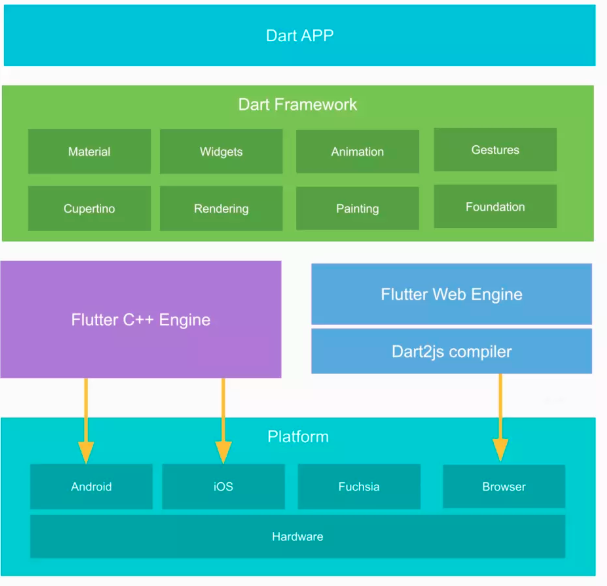 Dart APP
Dart Framework
Material
Widgets
Animation
Gestures
Cupertino
Rendering
Painting
Foundation
Flutter C++ Engine
Flutter Web Engine
Dart2js compiler
Platform
Android
iOS
Fuchsia
Browser
Hardware